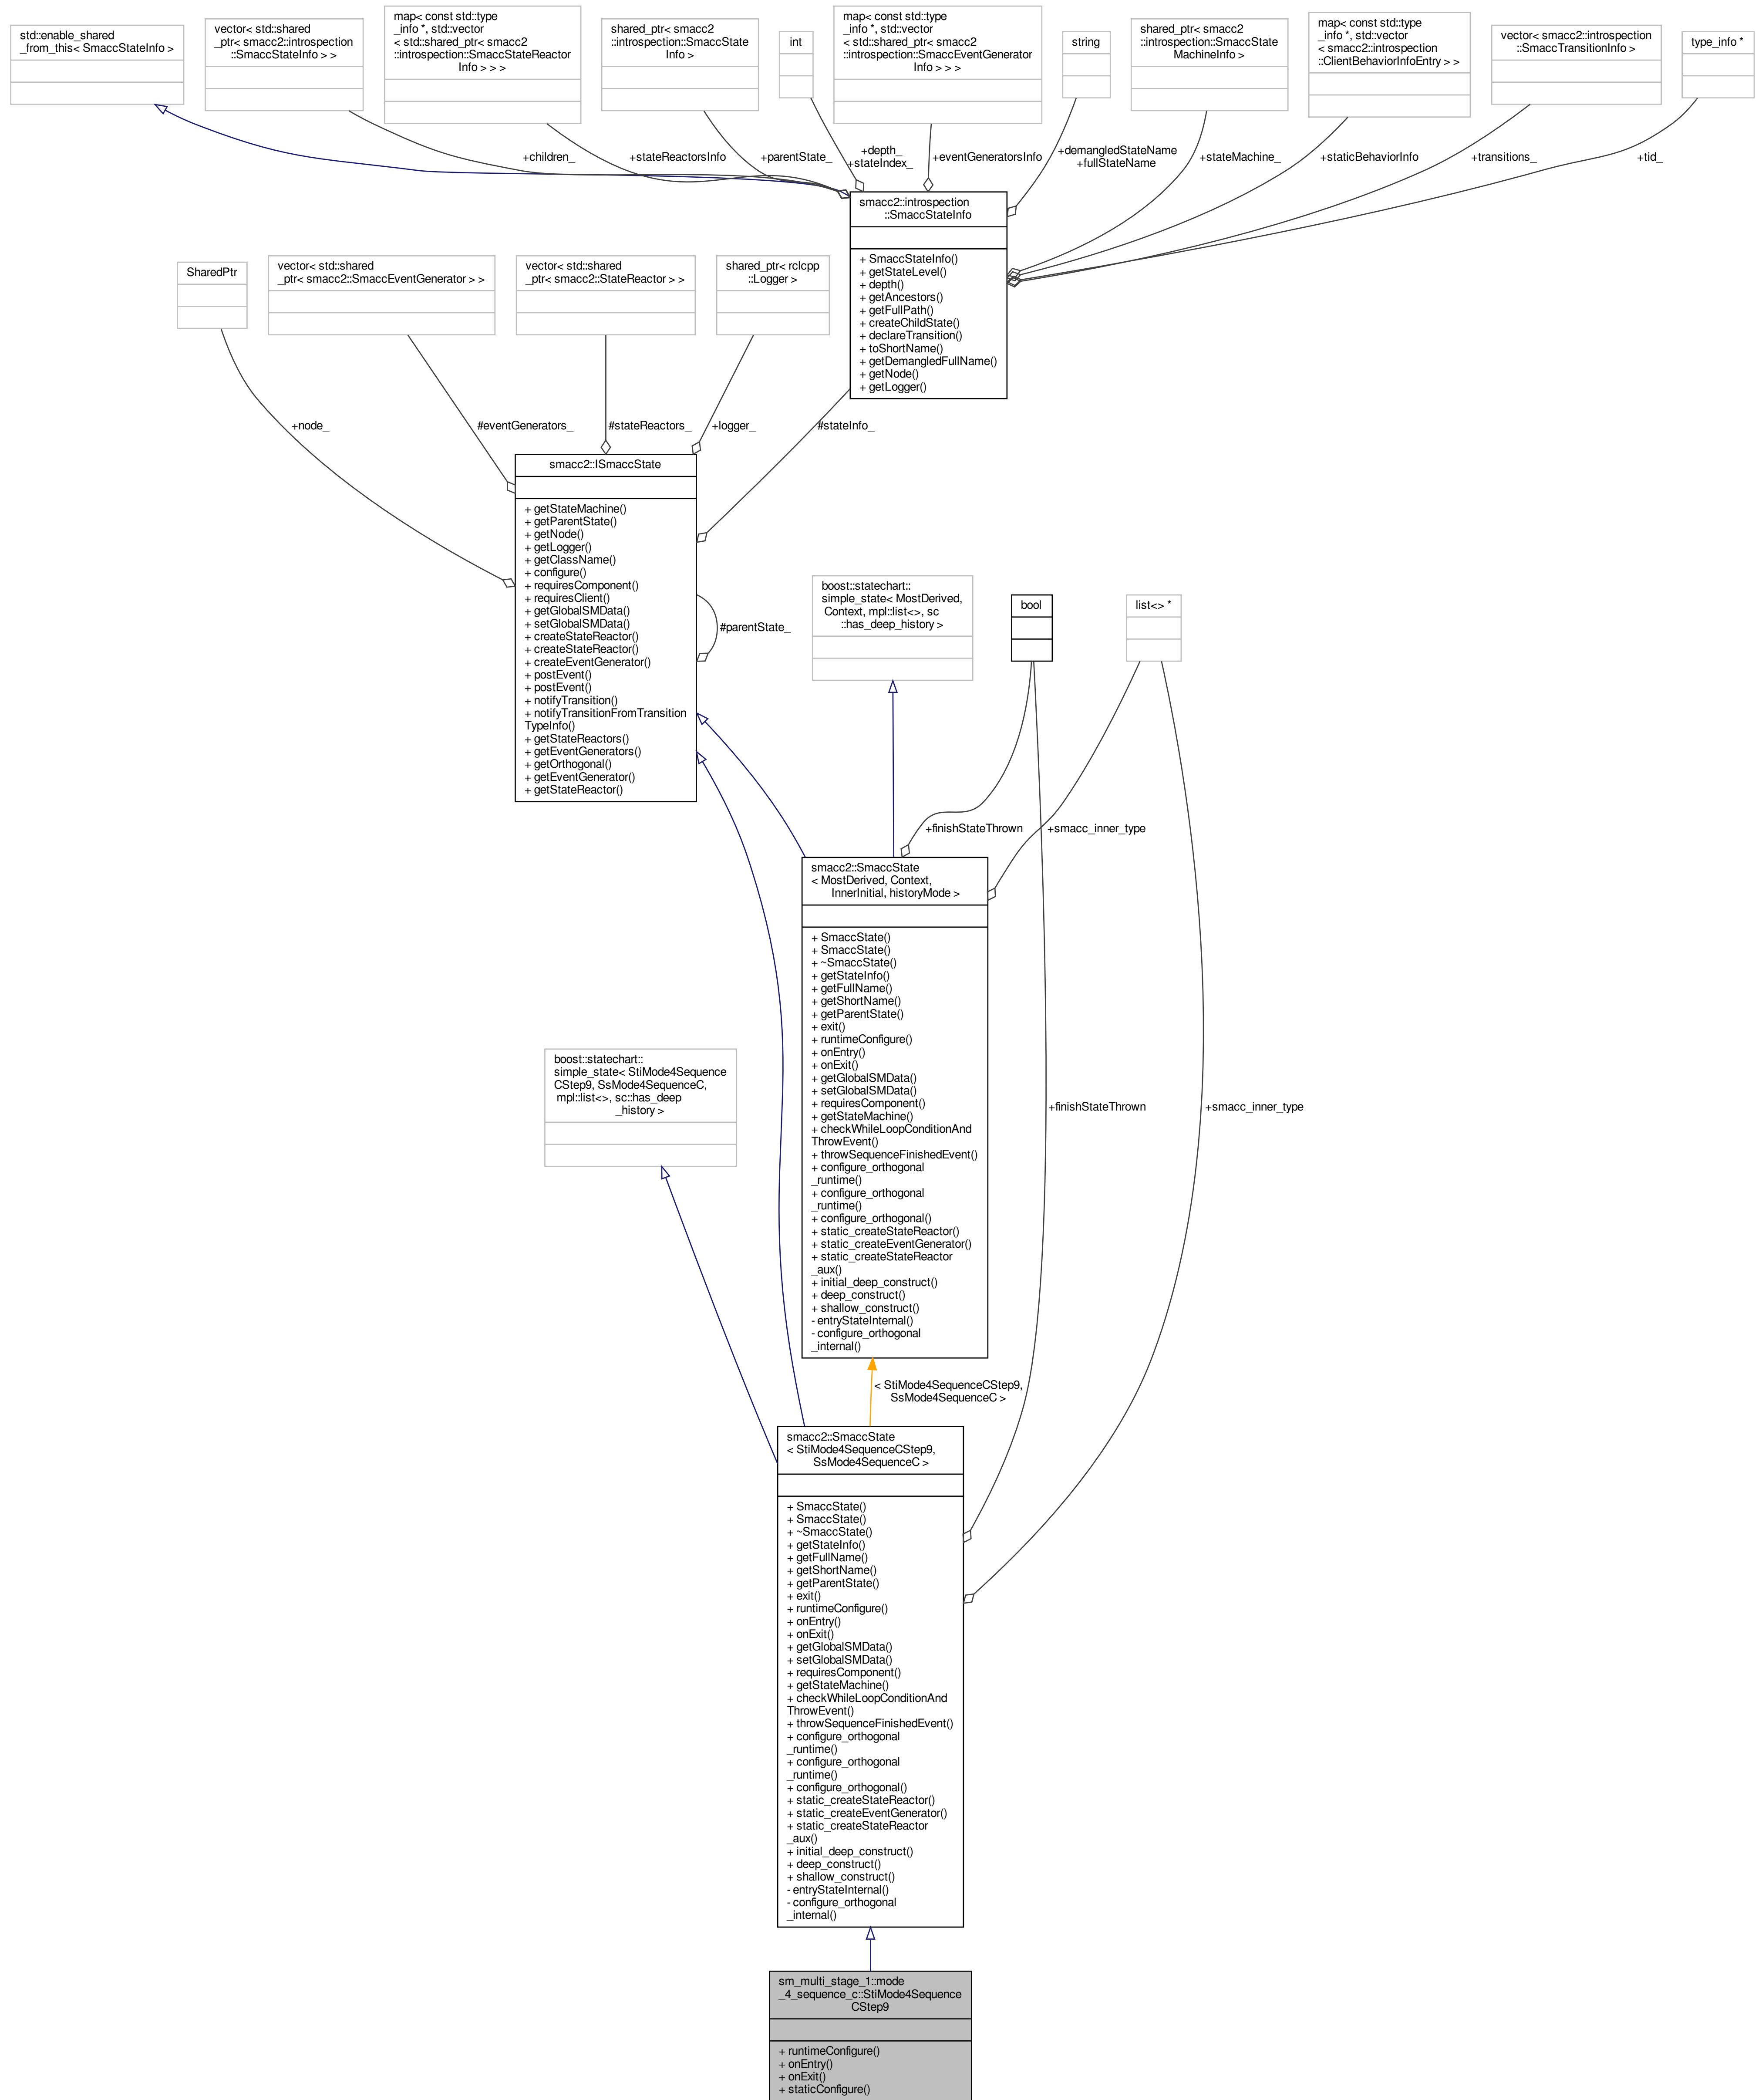 std::enable_shared
_from_this< SmaccStateInfo >
vector< std::shared
_ptr< smacc2::introspection
::SmaccStateInfo > >
map< const std::type
_info *, std::vector
< std::shared_ptr< smacc2
::introspection::SmaccStateReactor
Info > > >
shared_ptr< smacc2
::introspection::SmaccState
Info >
int
map< const std::type
_info *, std::vector
< std::shared_ptr< smacc2
::introspection::SmaccEventGenerator
Info > > >
string
shared_ptr< smacc2
::introspection::SmaccState
MachineInfo >
map< const std::type
_info *, std::vector
< smacc2::introspection
::ClientBehaviorInfoEntry > >
vector< smacc2::introspection
::SmaccTransitionInfo >
type_info *
+children_
+stateReactorsInfo
+parentState_
+depth_
+stateIndex_
+eventGeneratorsInfo
+demangledStateName
+fullStateName
+stateMachine_
+staticBehaviorInfo
+transitions_
+tid_
smacc2::introspection
::SmaccStateInfo
+ SmaccStateInfo()
+ getStateLevel()
+ depth()
+ getAncestors()
+ getFullPath()
+ createChildState()
+ declareTransition()
+ toShortName()
+ getDemangledFullName()
+ getNode()
+ getLogger()
SharedPtr
vector< std::shared
_ptr< smacc2::SmaccEventGenerator > >
vector< std::shared
_ptr< smacc2::StateReactor > >
shared_ptr< rclcpp
::Logger >
+node_
#eventGenerators_
#stateReactors_
+logger_
#stateInfo_
smacc2::ISmaccState
+ getStateMachine()
+ getParentState()
+ getNode()
+ getLogger()
+ getClassName()
+ configure()
+ requiresComponent()
+ requiresClient()
+ getGlobalSMData()
+ setGlobalSMData()
+ createStateReactor()
+ createStateReactor()
+ createEventGenerator()
+ postEvent()
+ postEvent()
+ notifyTransition()
+ notifyTransitionFromTransition
TypeInfo()
+ getStateReactors()
+ getEventGenerators()
+ getOrthogonal()
+ getEventGenerator()
+ getStateReactor()
#parentState_
boost::statechart::
simple_state< MostDerived,
Context, mpl::list<>, sc
::has_deep_history >
bool
list<> *
+finishStateThrown
+smacc_inner_type
smacc2::SmaccState
< MostDerived, Context,
InnerInitial, historyMode >
+ SmaccState()
+ SmaccState()
+ ~SmaccState()
+ getStateInfo()
+ getFullName()
+ getShortName()
+ getParentState()
+ exit()
+ runtimeConfigure()
+ onEntry()
+ onExit()
+ getGlobalSMData()
+ setGlobalSMData()
+ requiresComponent()
+ getStateMachine()
+ checkWhileLoopConditionAnd
ThrowEvent()
+ throwSequenceFinishedEvent()
+ configure_orthogonal
_runtime()
+ configure_orthogonal
_runtime()
+ configure_orthogonal()
+ static_createStateReactor()
+ static_createEventGenerator()
+ static_createStateReactor
_aux()
+ initial_deep_construct()
+ deep_construct()
+ shallow_construct()
- entryStateInternal()
- configure_orthogonal
_internal()
boost::statechart::
simple_state< StiMode4Sequence
CStep9, SsMode4SequenceC,
mpl::list<>, sc::has_deep
_history >
+finishStateThrown
+smacc_inner_type
< StiMode4SequenceCStep9,
SsMode4SequenceC >
smacc2::SmaccState
< StiMode4SequenceCStep9,
SsMode4SequenceC >
+ SmaccState()
+ SmaccState()
+ ~SmaccState()
+ getStateInfo()
+ getFullName()
+ getShortName()
+ getParentState()
+ exit()
+ runtimeConfigure()
+ onEntry()
+ onExit()
+ getGlobalSMData()
+ setGlobalSMData()
+ requiresComponent()
+ getStateMachine()
+ checkWhileLoopConditionAnd
ThrowEvent()
+ throwSequenceFinishedEvent()
+ configure_orthogonal
_runtime()
+ configure_orthogonal
_runtime()
+ configure_orthogonal()
+ static_createStateReactor()
+ static_createEventGenerator()
+ static_createStateReactor
_aux()
+ initial_deep_construct()
+ deep_construct()
+ shallow_construct()
- entryStateInternal()
- configure_orthogonal
_internal()
sm_multi_stage_1::mode
_4_sequence_c::StiMode4Sequence
CStep9
+ runtimeConfigure()
+ onEntry()
+ onExit()
+ staticConfigure()